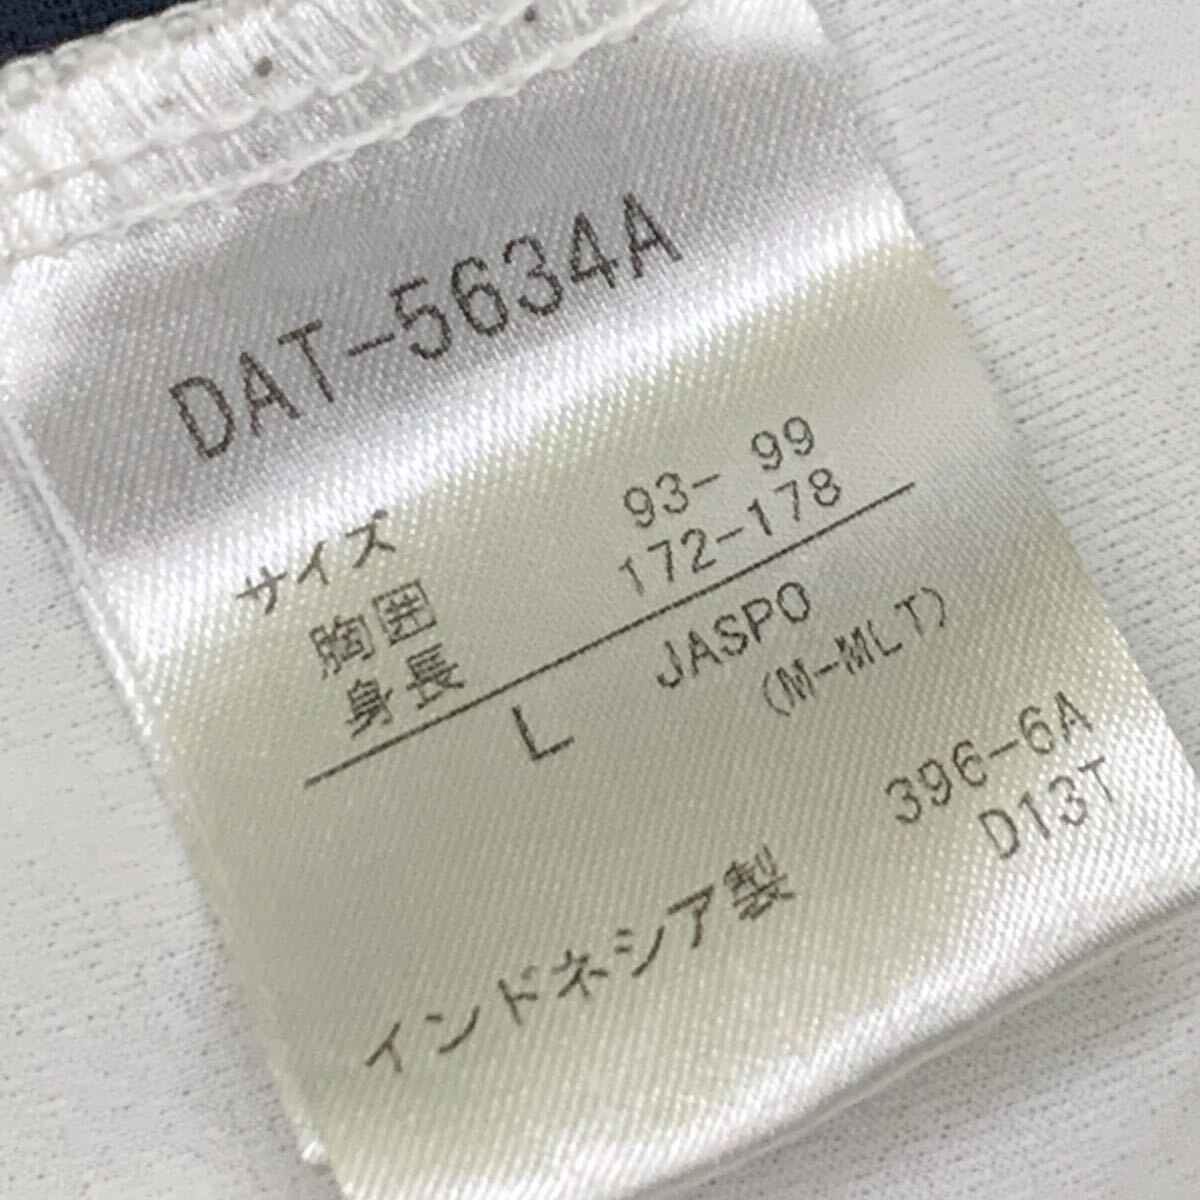 DAT-5634A
サイズ
胸囲 93- 99
身長 172-178
L JASPO
(M-MLT)
396-6A
D13T
インドネシア製